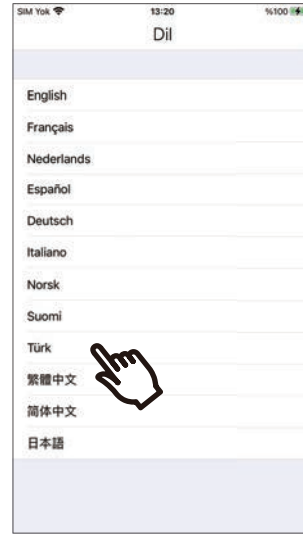 SIM Yok 13:20 %100
Dil
English
Français
Nederlands
Español
Deutsch
Italiano
Norsk
Suomi
Türk
繁體中文
简体中文
日本語